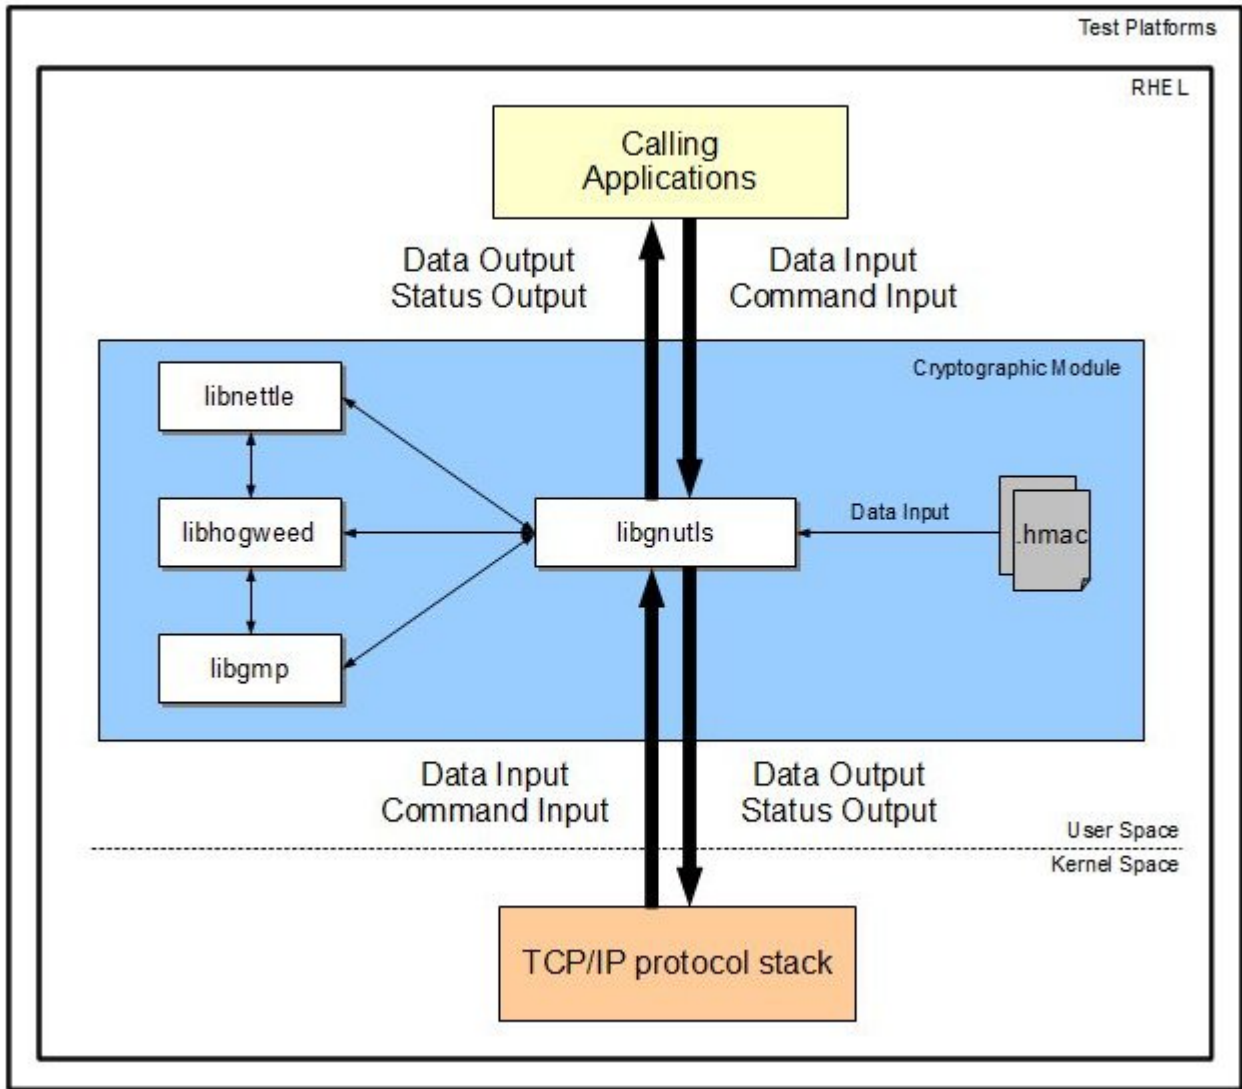 Test Platforms
RHEL
Calling
Applications
Data Output
Status Output
Data Input
Command Input
Cryptographic Module
libnettle
libhogweed
libgnutls
Data Input
.hmac
libgmp
Data Input
Command Input
Data Output
Status Output
User Space
Kernel Space
TCP/IP protocol stack